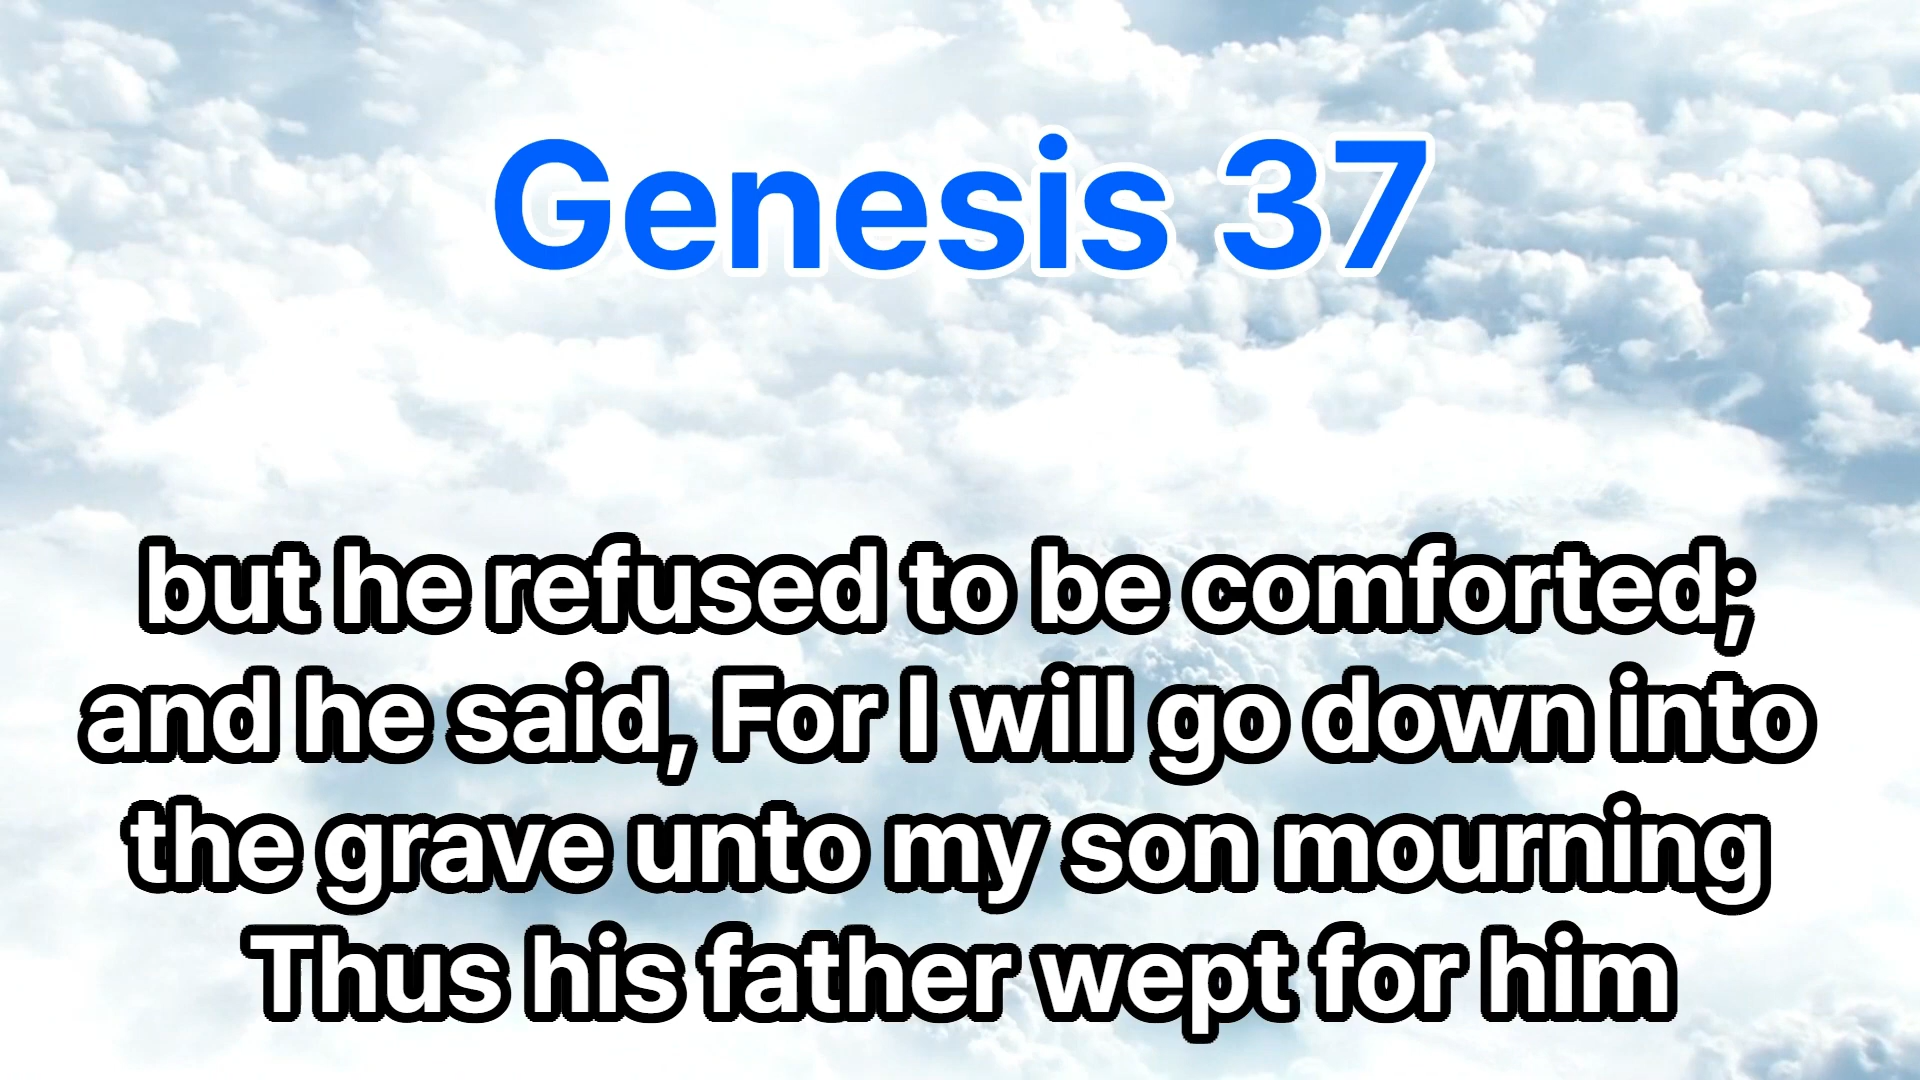 Genesis 37
but he refused to be comforted;
and he said, For I will go down into
the grave unto my son mourning
Thus his father wept for him